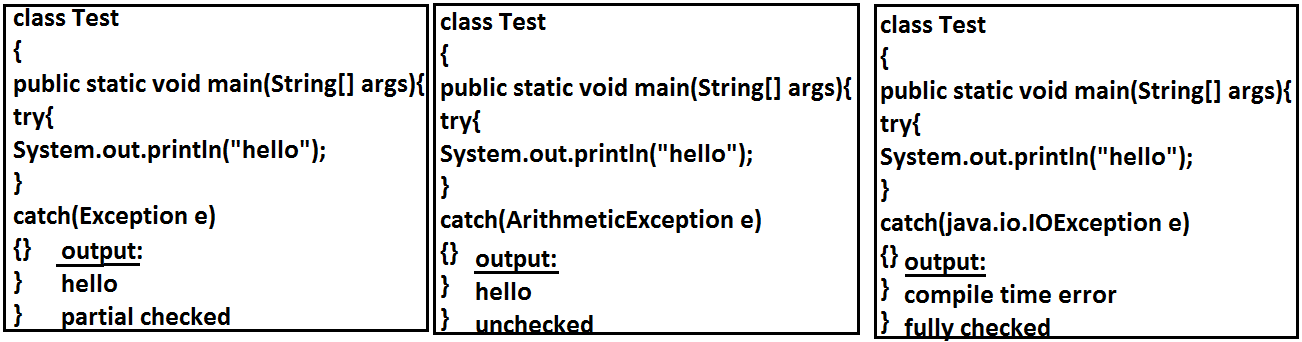 class Test
{
public static void main(String[] args){
try{
System.out.println("hello");
}
catch(Exception e)
{} output:
} hello
} partial checked
class Test
{
public static void main(String[] args){
try{
System.out.println("hello");
}
catch(ArithmeticException e)
{} output:
} hello
} unchecked
class Test
{
public static void main(String[] args){
try{
System.out.println("hello");
}
catch(java.io.IOException e)
{} output:
} compile time error
} fully checked